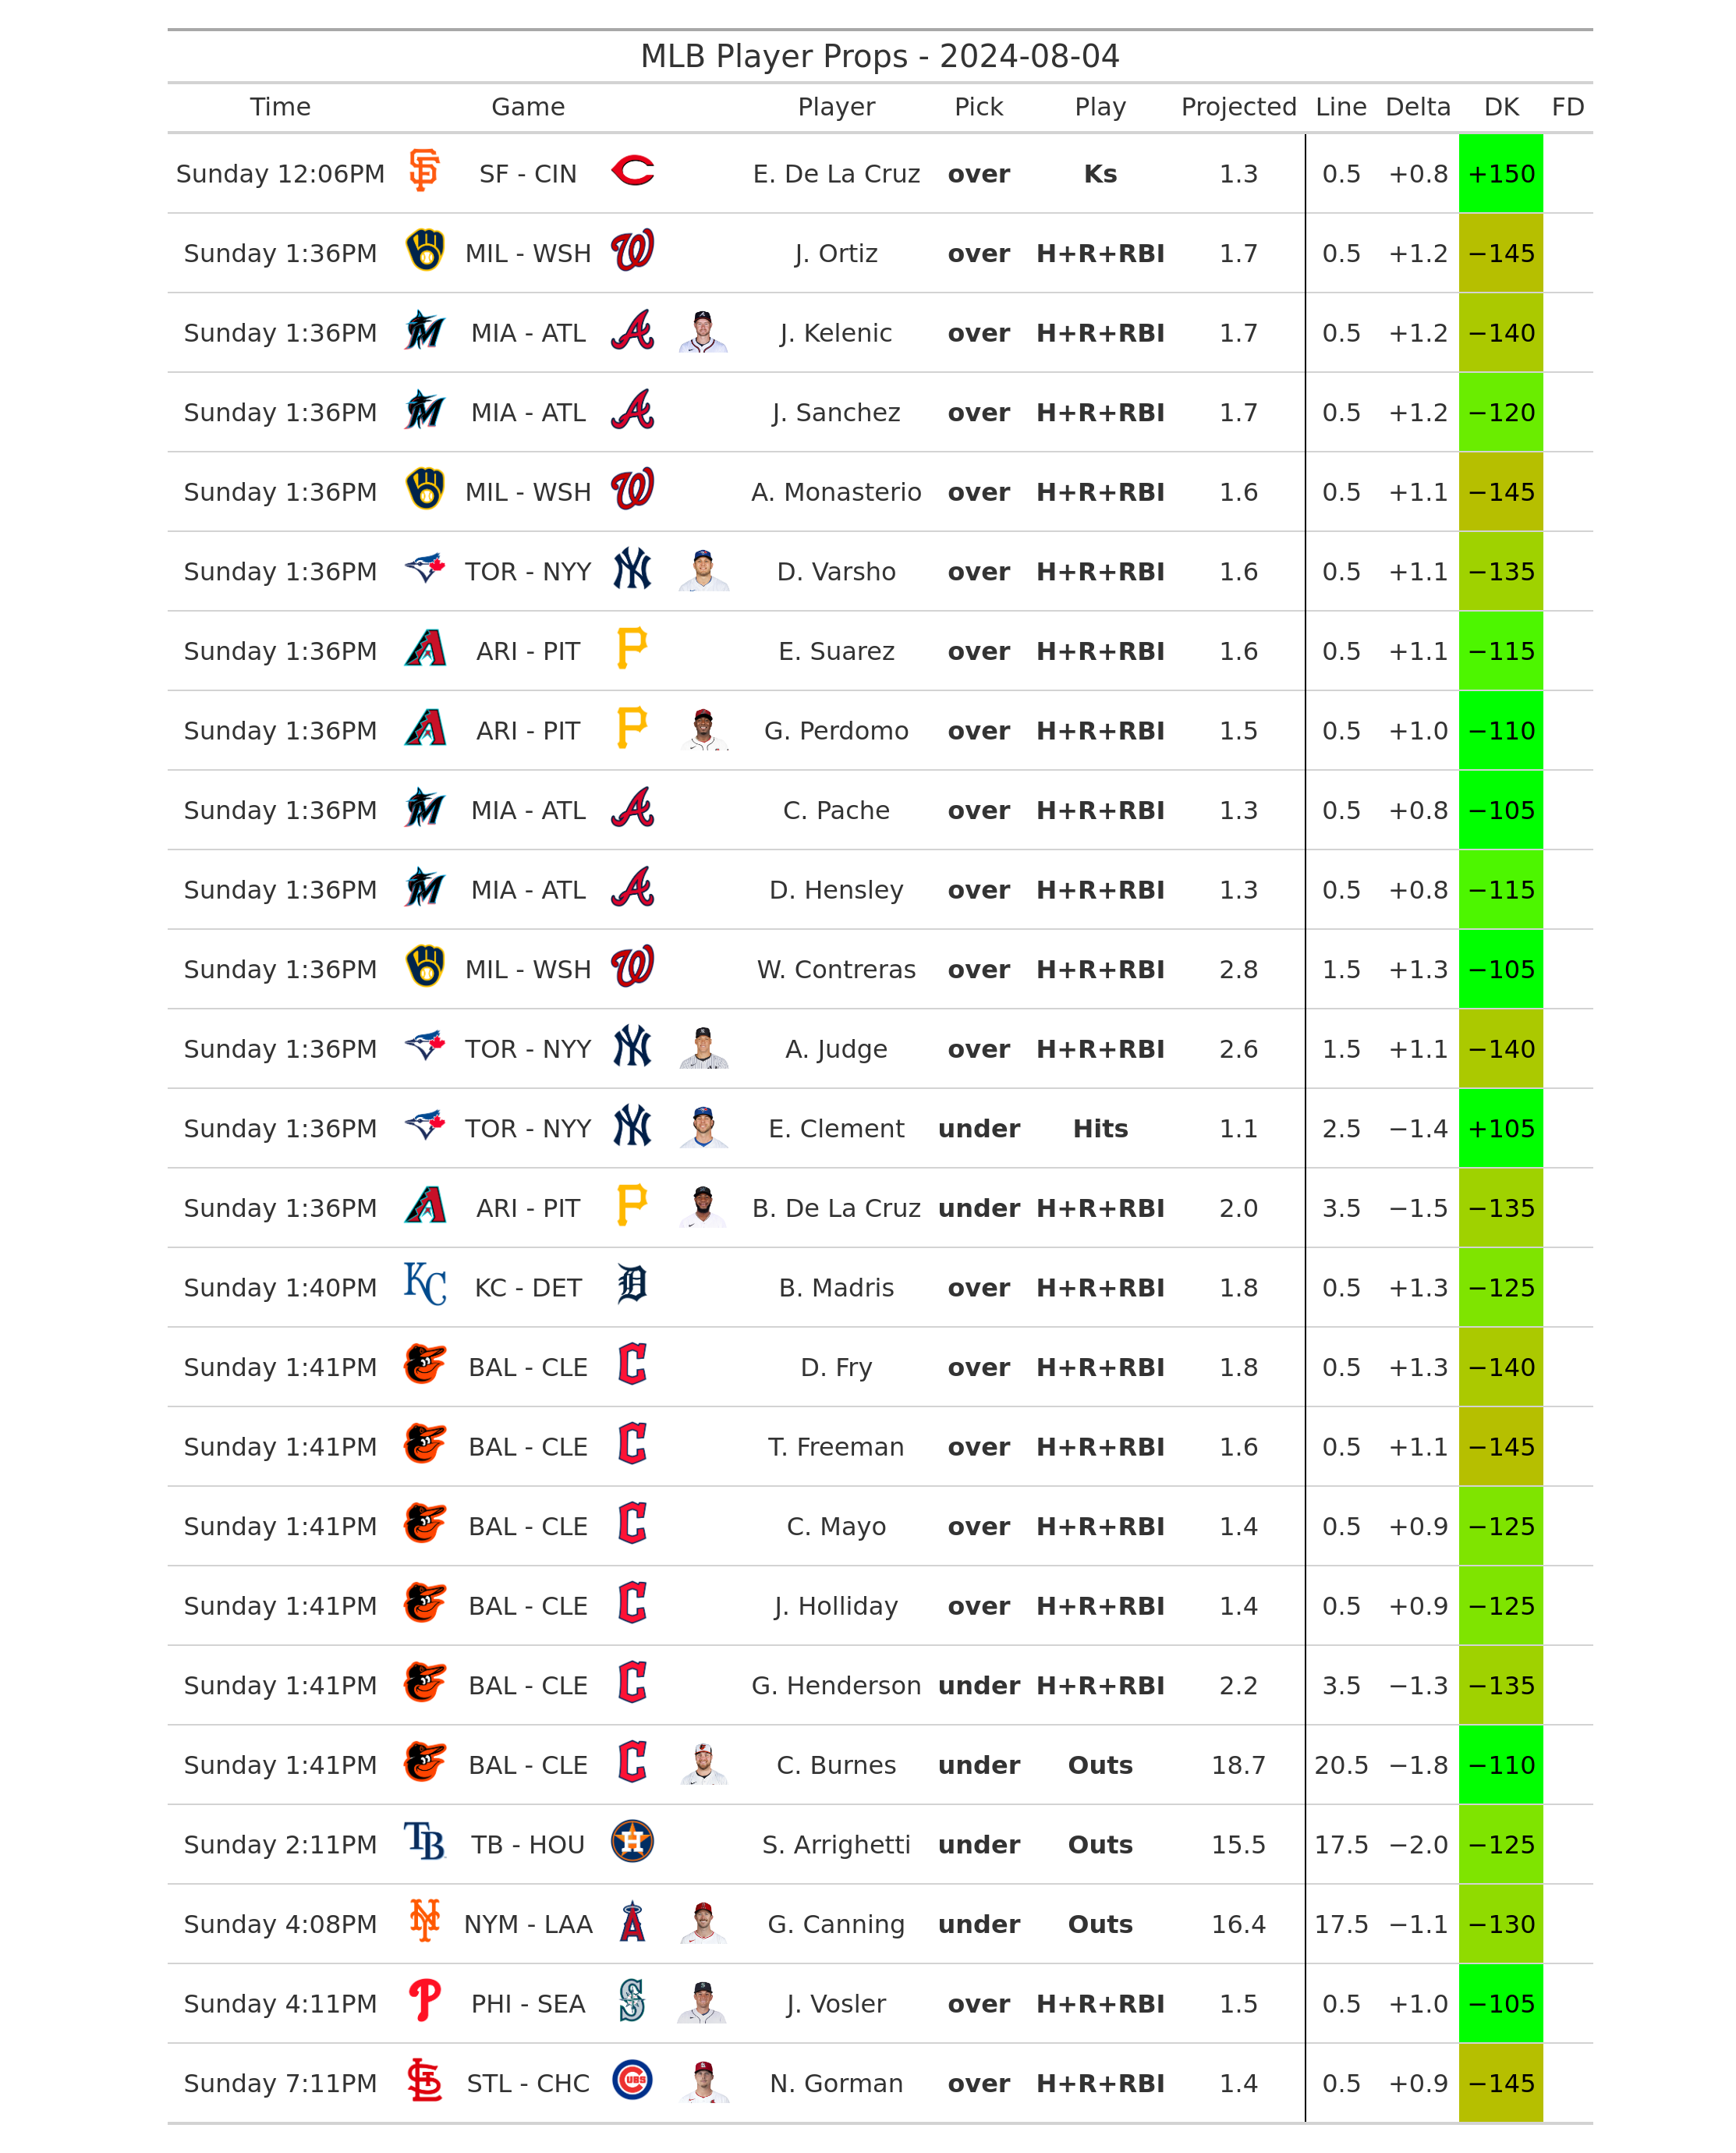 MLB Player Props - 2024-08-04
Time Game Player Pick Play Projected Line Delta DK FD
Sunday 12:06PM SF - CIN E. De La Cruz over Ks 1.3 0.5 +0.8 +150
Sunday 1:36PM MIL - WSH J. Ortiz over H+R+RBI 1.7 0.5 +1.2 −145
Sunday 1:36PM MIA - ATL J. Kelenic over H+R+RBI 1.7 0.5 +1.2 −140
Sunday 1:36PM MIA - ATL J. Sanchez over H+R+RBI 1.7 0.5 +1.2 −120
Sunday 1:36PM MIL - WSH A. Monasterio over H+R+RBI 1.6 0.5 +1.1 −145
Sunday 1:36PM TOR - NYY D. Varsho over H+R+RBI 1.6 0.5 +1.1 −135
Sunday 1:36PM ARI - PIT E. Suarez over H+R+RBI 1.6 0.5 +1.1 −115
Sunday 1:36PM ARI - PIT G. Perdomo over H+R+RBI 1.5 0.5 +1.0 −110
Sunday 1:36PM MIA - ATL C. Pache over H+R+RBI 1.3 0.5 +0.8 −105
Sunday 1:36PM MIA - ATL D. Hensley over H+R+RBI 1.3 0.5 +0.8 −115
Sunday 1:36PM MIL - WSH W. Contreras over H+R+RBI 2.8 1.5 +1.3 −105
Sunday 1:36PM TOR - NYY A. Judge over H+R+RBI 2.6 1.5 +1.1 −140
Sunday 1:36PM TOR - NYY E. Clement under Hits 1.1 2.5 −1.4 +105
Sunday 1:36PM ARI - PIT B. De La Cruz under H+R+RBI 2.0 3.5 −1.5 −135
Sunday 1:40PM KC - DET B. Madris over H+R+RBI 1.8 0.5 +1.3 −125
Sunday 1:41PM BAL - CLE D. Fry over H+R+RBI 1.8 0.5 +1.3 −140
Sunday 1:41PM BAL - CLE T. Freeman over H+R+RBI 1.6 0.5 +1.1 −145
Sunday 1:41PM BAL - CLE C. Mayo over H+R+RBI 1.4 0.5 +0.9 −125
Sunday 1:41PM BAL - CLE J. Holliday over H+R+RBI 1.4 0.5 +0.9 −125
Sunday 1:41PM BAL - CLE G. Henderson under H+R+RBI 2.2 3.5 −1.3 −135
Sunday 1:41PM BAL - CLE C. Burnes under Outs 18.7 20.5 −1.8 −110
Sunday 2:11PM TB - HOU S. Arrighetti under Outs 15.5 17.5 −2.0 −125
Sunday 4:08PM NYM - LAA G. Canning under Outs 16.4 17.5 −1.1 −130
Sunday 4:11PM PHI - SEA J. Vosler over H+R+RBI 1.5 0.5 +1.0 −105
Sunday 7:11PM STL - CHC N. Gorman over H+R+RBI 1.4 0.5 +0.9 −145